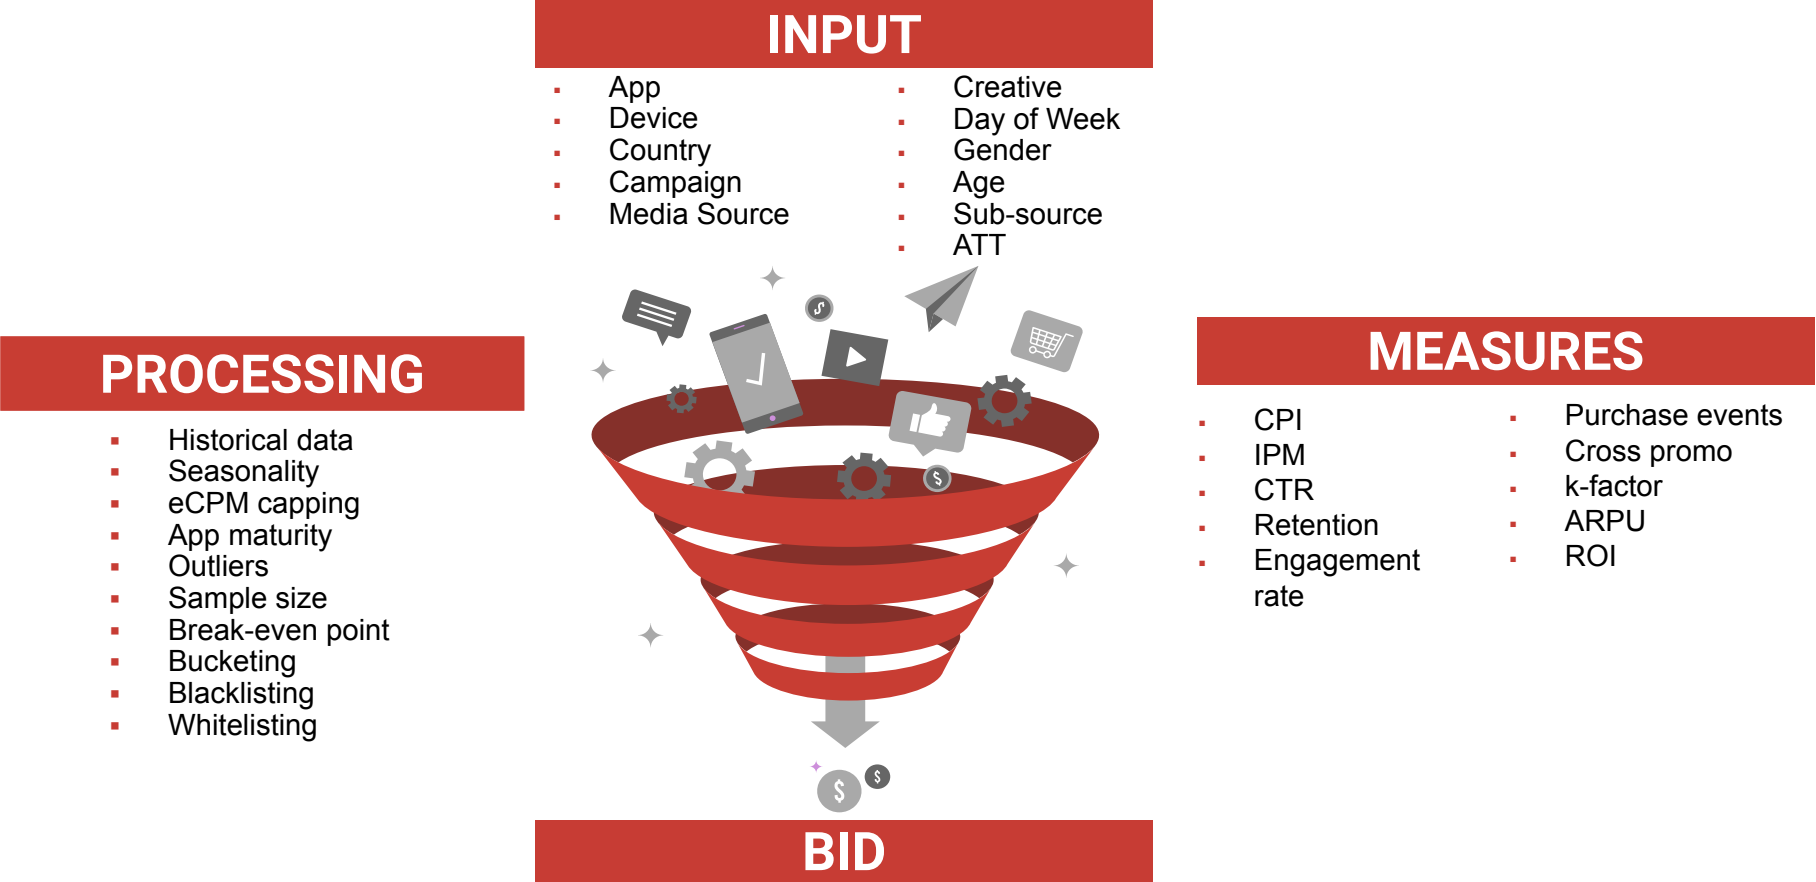 INPUT
App
Device
Country
Campaign
Media Source
Creative
Day of Week
Gender
Age
Sub-source
ATT
PROCESSING
Historical data
Seasonality
eCPM capping
App maturity
Outliers
Sample size
Break-even point
Bucketing
Blacklisting
Whitelisting
MEASURES
CPI
IPM
CTR
Retention
Engagement
rate
Purchase events
Cross promo
k-factor
ARPU
ROI
$
$
$
$
BID